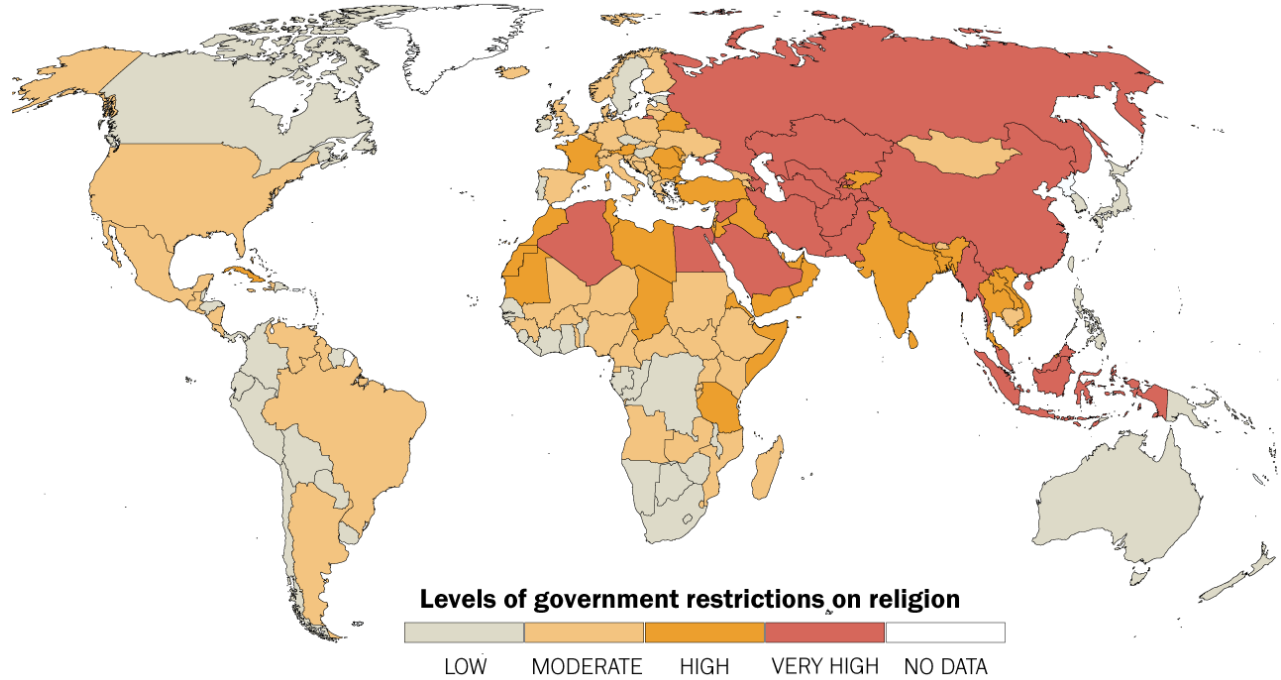 Levels of government restrictions on religion
LOW MODERATE HIGH VERY HIGH NO DATA